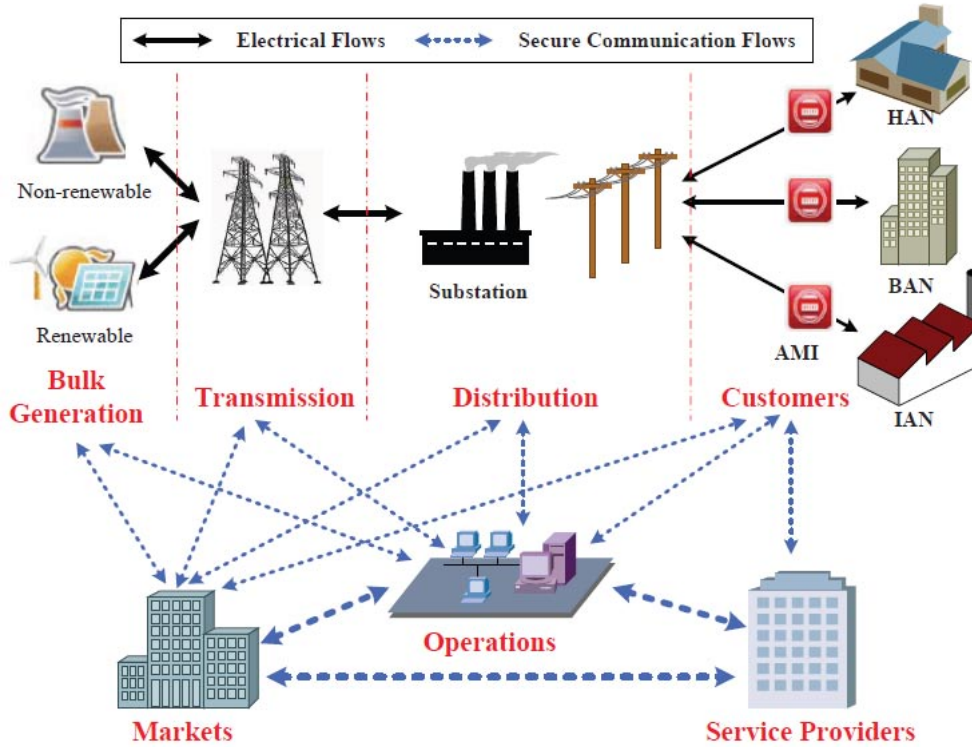 Electrical Flows
Secure Communication Flows
Non-renewable
Renewable
Substation
HAN
BAN
AMI
IAN
Bulk
Generation
Transmission
Distribution
Customers
Operations
Markets
Service Providers